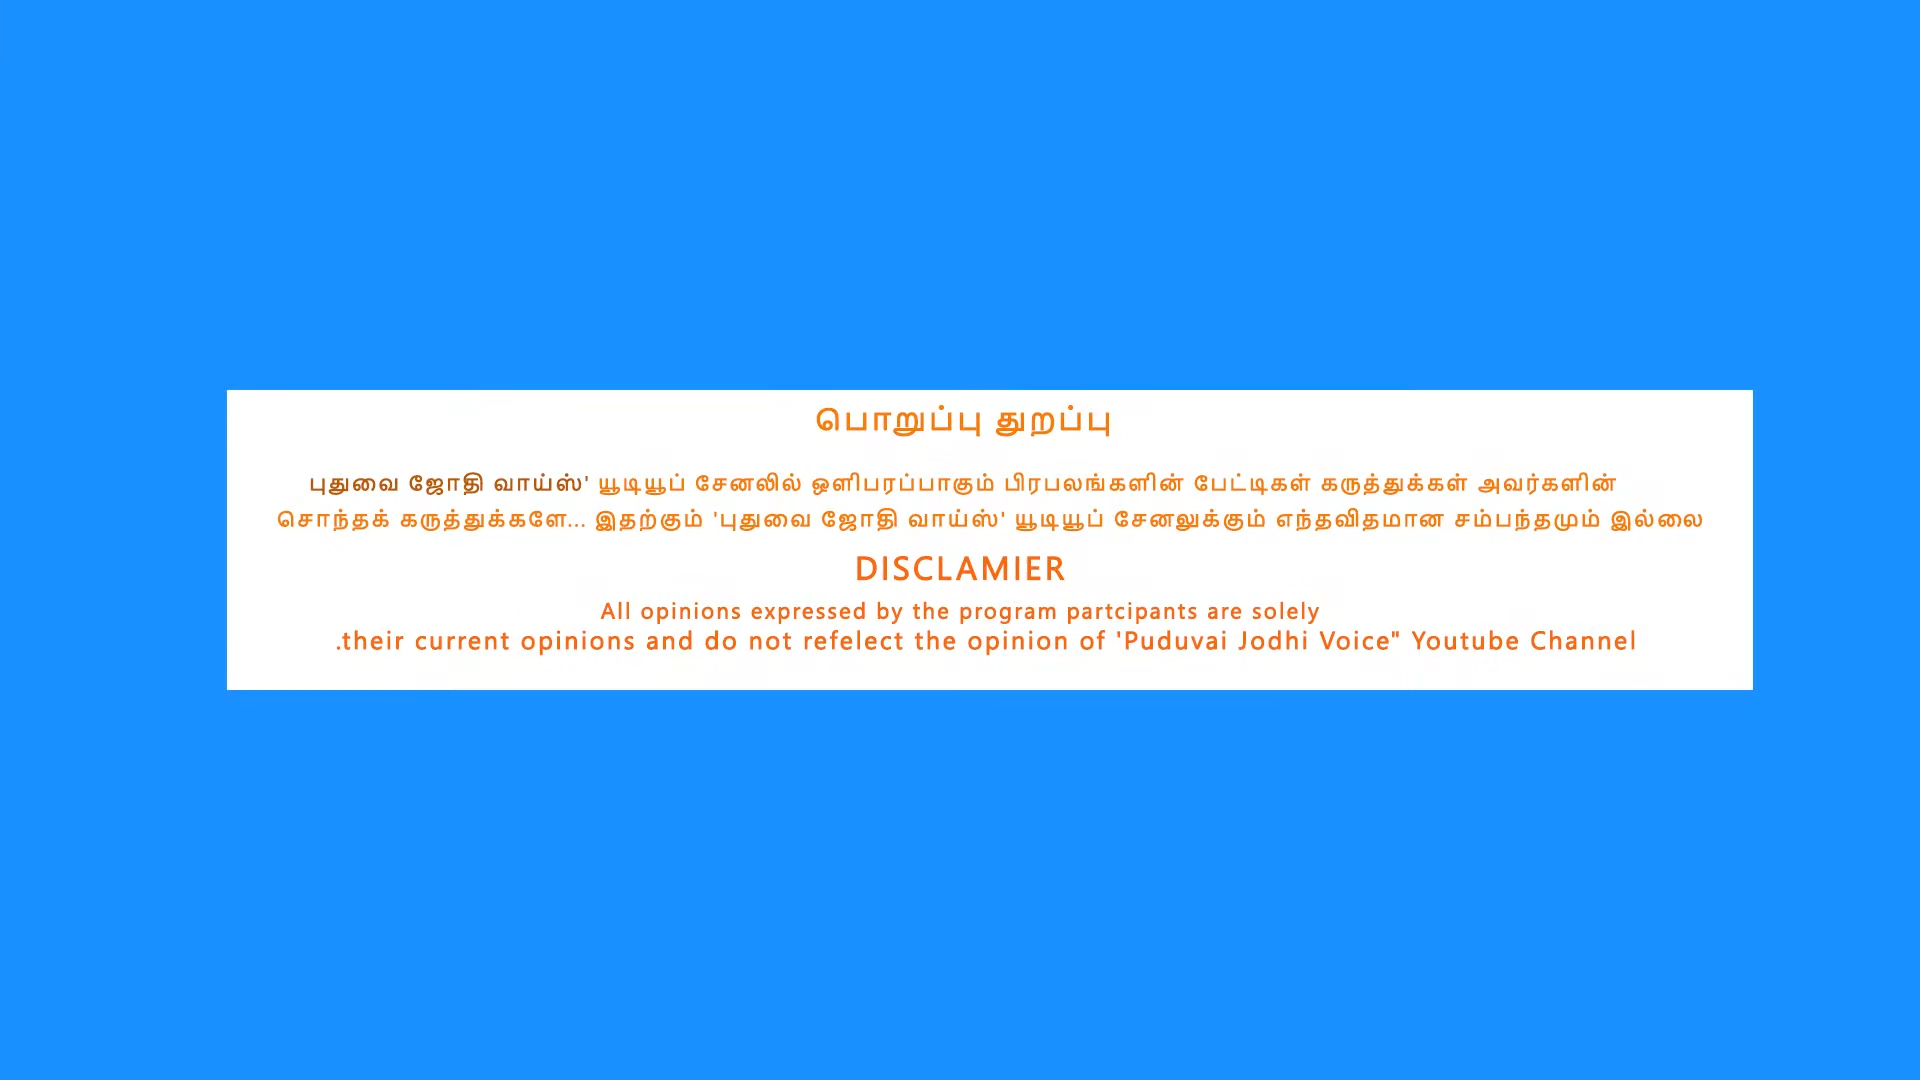 பொறுப்பு துறப்பு
புதுவை ஜோதி வாய்ஸ்' யூடியூப் சேனலில் ஒளிபரப்பாகும் பிரபலங்களின் பேட்டிகள் கருத்துக்கள் அவர்களின்
சொந்தக் கருத்துக்களே... இதற்கும் 'புதுவை ஜோதி வாய்ஸ்' யூடியூப் சேனலுக்கும் எந்தவிதமான சம்பந்தமும் இல்லை
DISCLAMIER
All opinions expressed by the program partcipants are solely
.their current opinions and do not refelect the opinion of 'Puduvai Jodhi Voice" Youtube Channel